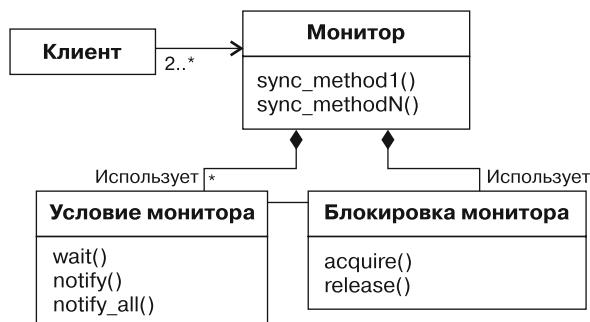 Клиент
2..*
Монитор
sync_method1()
sync_methodN()
Использует
*
Использует
Условие монитора
wait()
notify()
notify_all()
Блокировка монитора
acquire()
release()